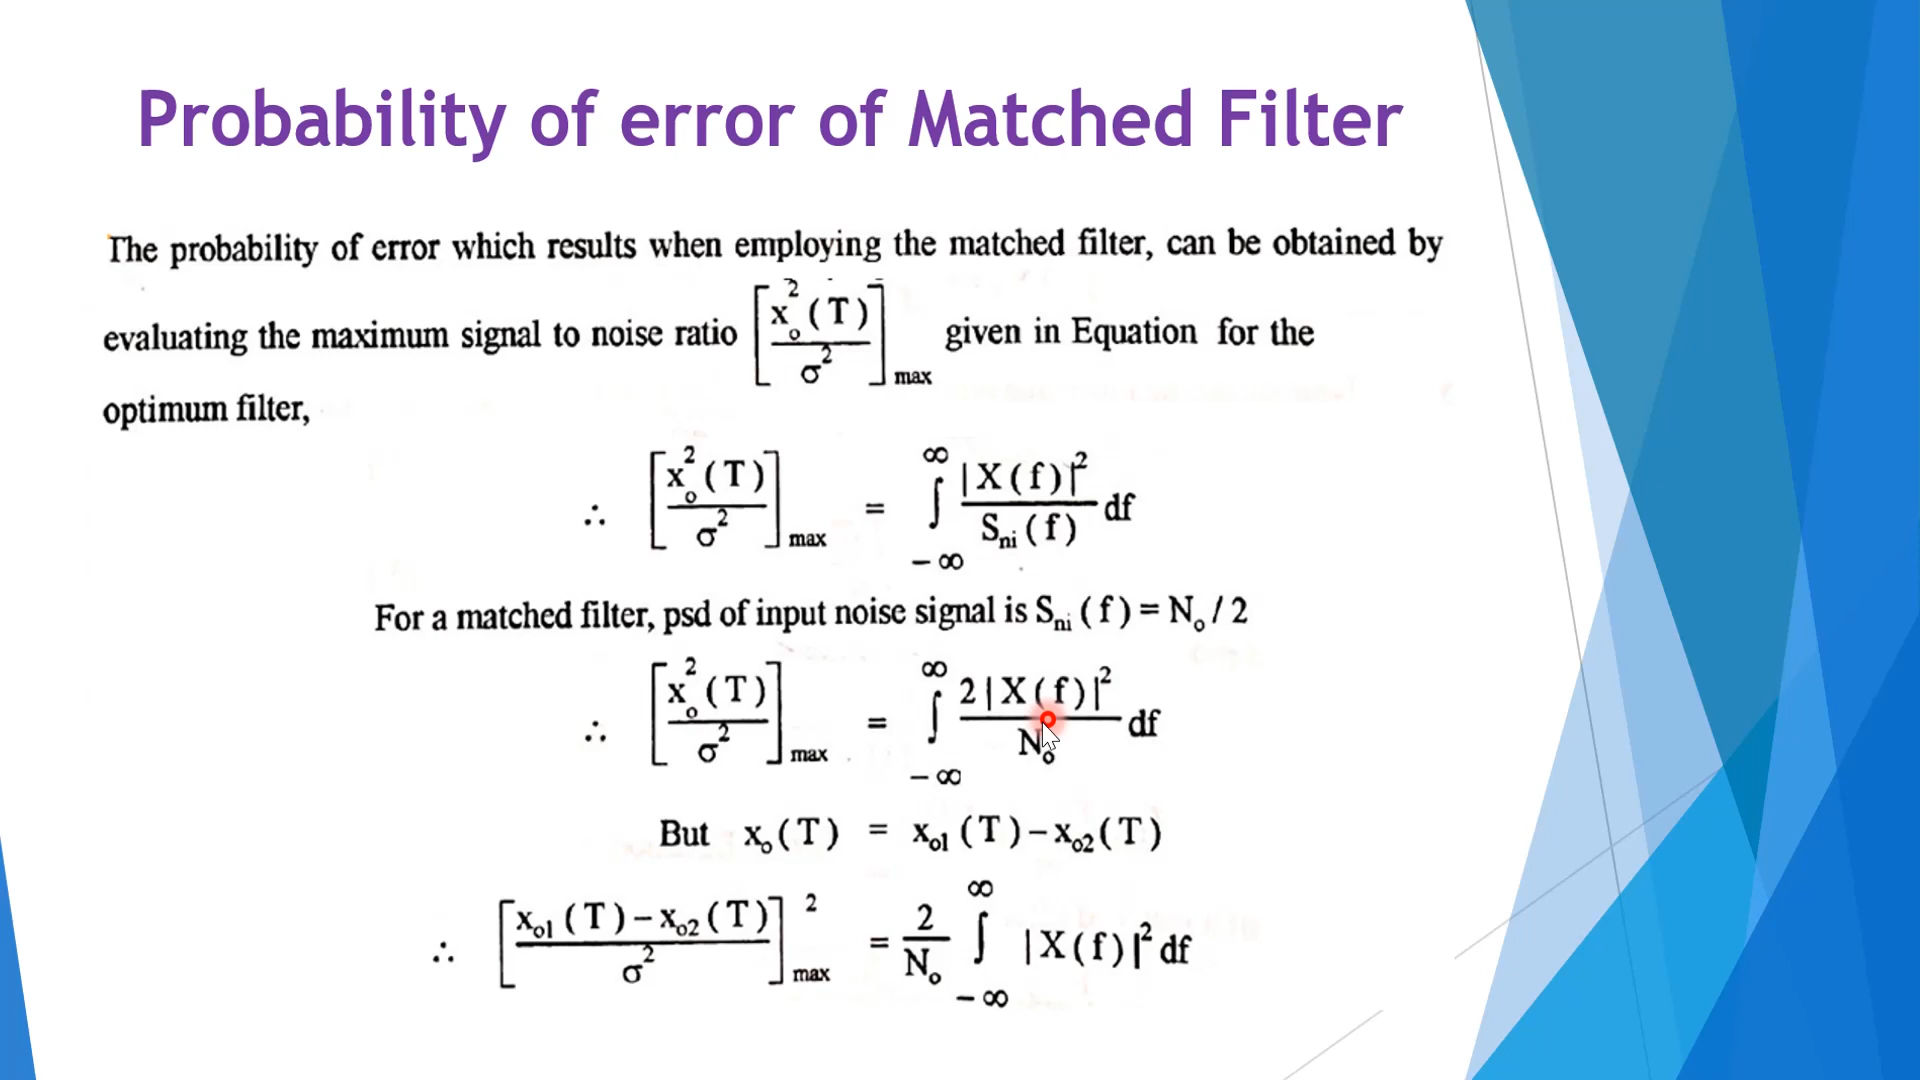 Probability of error of Matched Filter
The probability of error which results when employing the matched filter, can be obtained by
evaluating the maximum signal to noise ratio [x_o^2 (T) / σ^2]_max given in Equation for the
optimum filter,
∴ [x_o^2 (T) / σ^2]_max = ∫_{-∞}^{∞} |X(f)|^2 / S_ni (f) df
For a matched filter, psd of input noise signal is S_ni (f) = N_o / 2
∴ [x_o^2 (T) / σ^2]_max = ∫_{-∞}^{∞} 2|X(f)|^2 / N_o df
But x_o (T) = x_o1 (T) – x_o2 (T)
∴ [x_o1 (T) – x_o2 (T) / σ^2]^2_max = 2/N_o ∫_{-∞}^{∞} |X(f)|^2 df